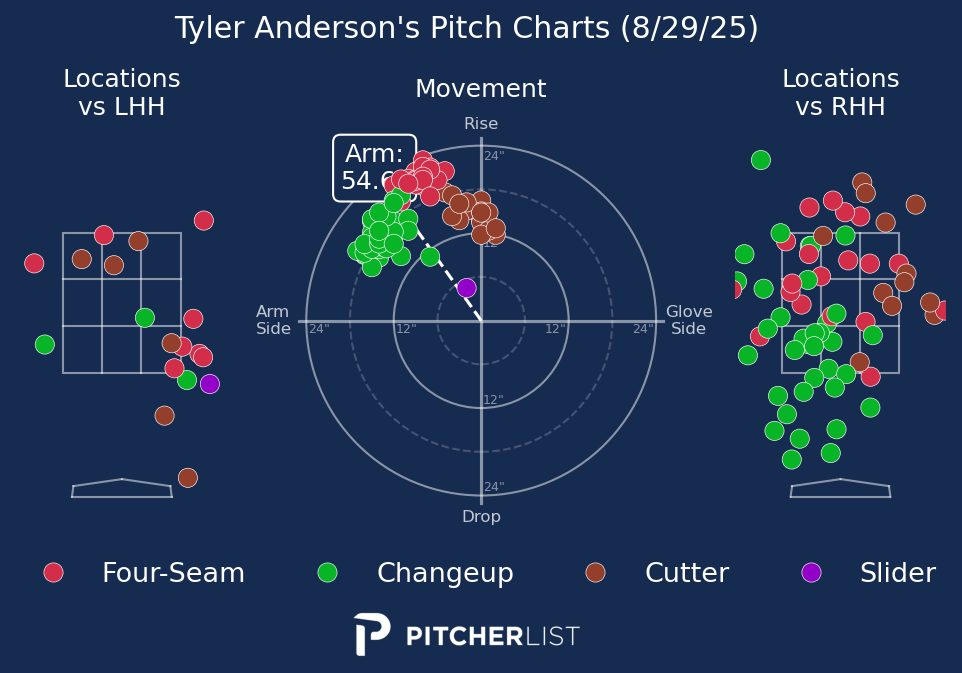 Tyler Anderson's Pitch Charts (8/29/25)
Locations
vs LHH
Movement
Locations
vs RHH
Rise
Arm:
24"
12"
Arm
Side
24"
12"
12"
24"
Glove
Side
12"
24"
Drop
Four-Seam
Changeup
Cutter
Slider
PITCHERLIST